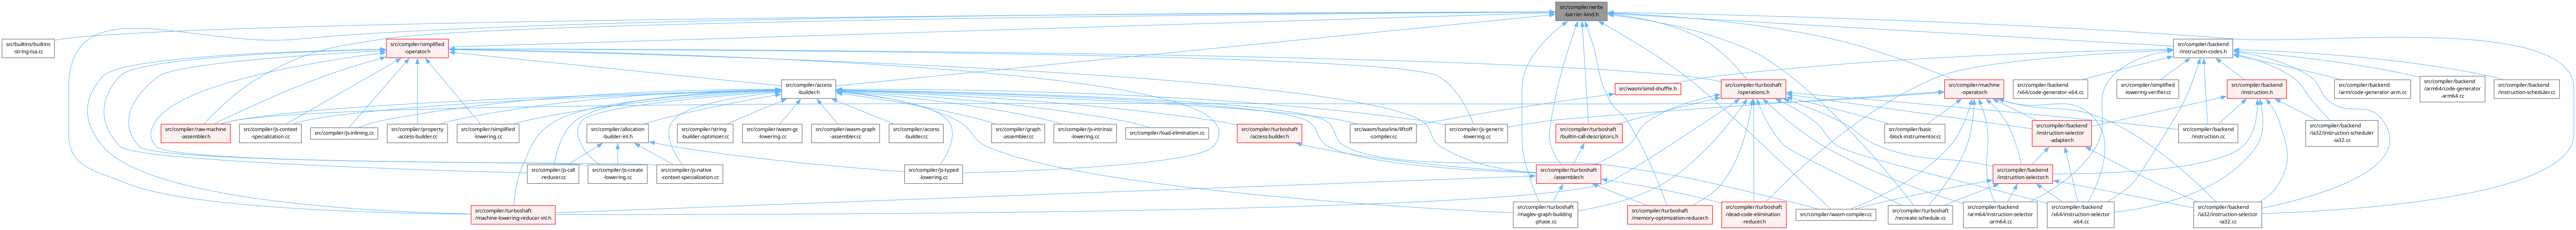 src/compiler/write
-barrier-kind.h
src/builtins/builtins
-string-tsa.cc
src/compiler/simplified
-operator.h
src/compiler/backend
/instruction-codes.h
src/compiler/access
-builder.h
src/wasm/simd-shuffle.h
src/compiler/turboshaft
/operations.h
src/compiler/machine
-operator.h
src/compiler/backend
/x64/code-generator-x64.cc
src/compiler/simplified
-lowering-verifier.cc
src/compiler/backend
/instruction.h
src/compiler/backend
/arm/code-generator-arm.cc
src/compiler/backend
/arm64/code-generator
-arm64.cc
src/compiler/backend
/instruction-scheduler.cc
src/compiler/raw-machine
-assembler.h
src/compiler/js-context
-specialization.cc
src/compiler/js-inlining.cc
src/compiler/property
-access-builder.cc
src/compiler/simplified
-lowering.cc
src/compiler/allocation
-builder-inl.h
src/compiler/string
-builder-optimizer.cc
src/compiler/wasm-gc
-lowering.cc
src/compiler/wasm-graph
-assembler.cc
src/compiler/access
-builder.cc
src/compiler/graph
-assembler.cc
src/compiler/js-intrinsic
-lowering.cc
src/compiler/load-elimination.cc
src/compiler/turboshaft
/access-builder.h
src/wasm/baseline/liftoff
-compiler.cc
src/compiler/js-generic
-lowering.cc
src/compiler/turboshaft
/builtin-call-descriptors.h
src/compiler/basic
-block-instrumentor.cc
src/compiler/backend
/instruction-selector
-adapter.h
src/compiler/backend
/instruction.cc
src/compiler/backend
/ia32/instruction-scheduler
-ia32.cc
src/compiler/js-call
-reducer.cc
src/compiler/js-create
-lowering.cc
src/compiler/js-native
-context-specialization.cc
src/compiler/js-typed
-lowering.cc
src/compiler/turboshaft
/assembler.h
src/compiler/backend
/instruction-selector.h
src/compiler/turboshaft
/machine-lowering-reducer-inl.h
src/compiler/turboshaft
/maglev-graph-building
-phase.cc
src/compiler/turboshaft
/memory-optimization-reducer.h
src/compiler/turboshaft
/dead-code-elimination
-reducer.h
src/compiler/wasm-compiler.cc
src/compiler/turboshaft
/recreate-schedule.cc
src/compiler/backend
/arm64/instruction-selector
-arm64.cc
src/compiler/backend
/x64/instruction-selector
-x64.cc
src/compiler/backend
/ia32/instruction-selector
-ia32.cc